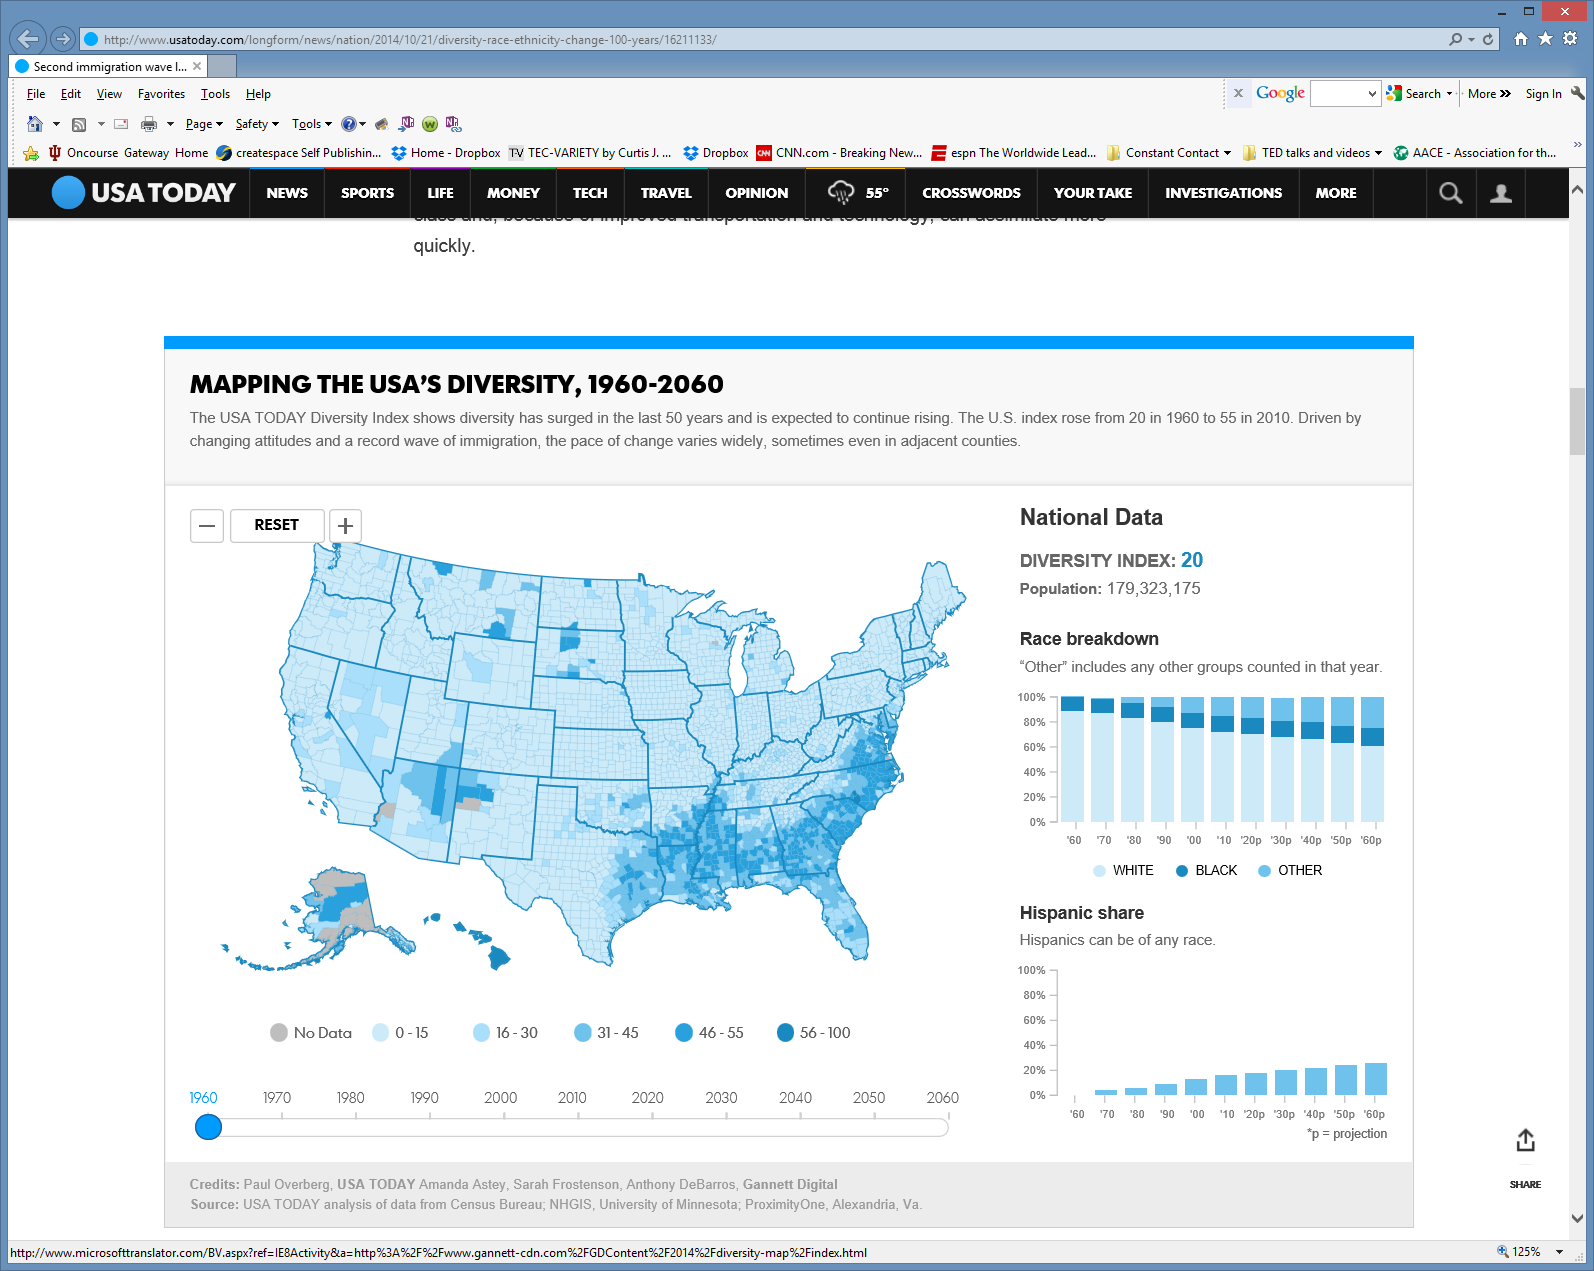 http://www.usatoday.com/longform/news/nation/2014/10/21/diversity-race-ethnicity-change-100-years/16211133/
Second immigration wave l...
File Edit View Favorites Tools Help
Google Search More Sign In
Page Safety Tools
Oncourse Gateway Home createspace Self Publishin... Home - Dropbox TEC-VARIETY by Curtis J. ... Dropbox CNN.com - Breaking New... espn The Worldwide Lead... Constant Contact TED talks and videos AACE - Association for th...
USA TODAY NEWS SPORTS LIFE MONEY TECH TRAVEL OPINION 55° CROSSWORDS YOUR TAKE INVESTIGATIONS MORE
class and, because of improved transportation and technology, can assimilate more
quickly.
MAPPING THE USA'S DIVERSITY, 1960-2060
The USA TODAY Diversity Index shows diversity has surged in the last 50 years and is expected to continue rising. The U.S. index rose from 20 in 1960 to 55 in 2010. Driven by
changing attitudes and a record wave of immigration, the pace of change varies widely, sometimes even in adjacent counties.
RESET
No Data 0 - 15 16 - 30 31 - 45 46 - 55 56 - 100
1960 1970 1980 1990 2000 2010 2020 2030 2040 2050 2060
National Data
DIVERSITY INDEX: 20
Population: 179,323,175
Race breakdown
“Other” includes any other groups counted in that year.
100%
80%
60%
40%
20%
0%
'60 '70 '80 '90 '00 '10 '20p '30p '40p '50p '60p
WHITE BLACK OTHER
Hispanic share
Hispanics can be of any race.
100%
80%
60%
40%
20%
0%
'60 '70 '80 '90 '00 '10 '20p '30p '40p '50p '60p
*p = projection
SHARE
Credits: Paul Overberg, USA TODAY Amanda Astey, Sarah Frostenson, Anthony DeBarros, Gannett Digital
Source: USA TODAY analysis of data from Census Bureau; NHGIS, University of Minnesota; ProximityOne, Alexandria, Va.
http://www.microsofttranslator.com/BV.aspx?ref=IE8Activity&a=http%3A%2F%2Fwww.gannett-cdn.com%2FGDContent%2F2014%2Fdiversity-map%2Findex.html
125%